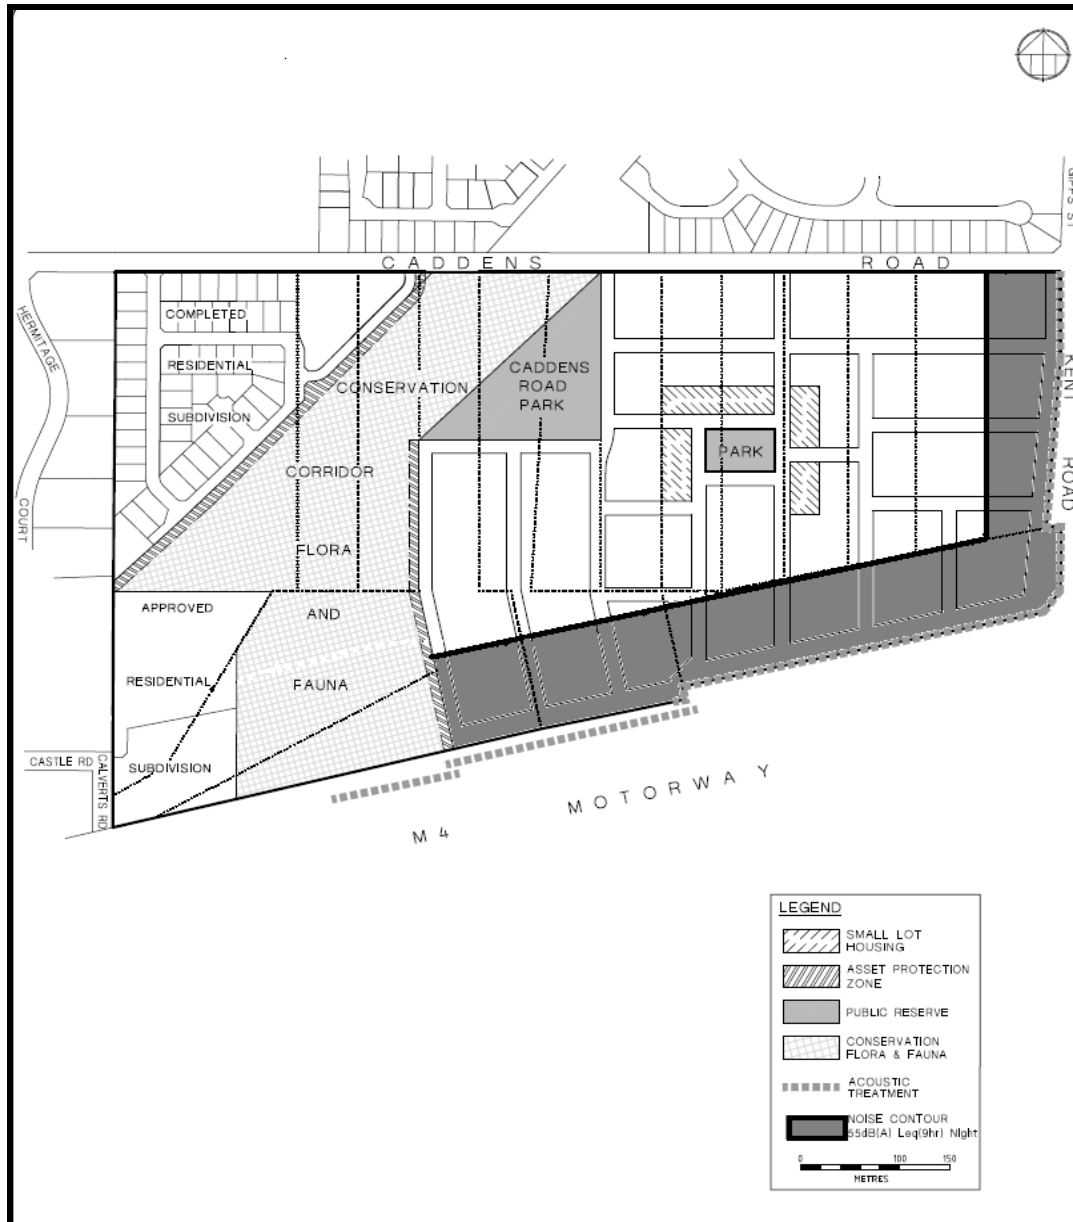 GIPPS ST
CADDENS ROAD
HERMITAGE
COURT
COMPLETED
RESIDENTIAL
SUBDIVISION
CONSERVATION
CORRIDOR
FLORA
AND
FAUNA
CADDENS
ROAD
PARK
PARK
KENT ROAD
APPROVED
RESIDENTIAL
SUBDIVISION
CASTLE RD
CALVERTS RD
M4 MOTORWAY
LEGEND
SMALL LOT
HOUSING
ASSET PROTECTION
ZONE
PUBLIC RESERVE
CONSERVATION
FLORA & FAUNA
ACOUSTIC
TREATMENT
NOISE CONTOUR
55dB(A) Leq(9hr) Night
0 100 150
METRES